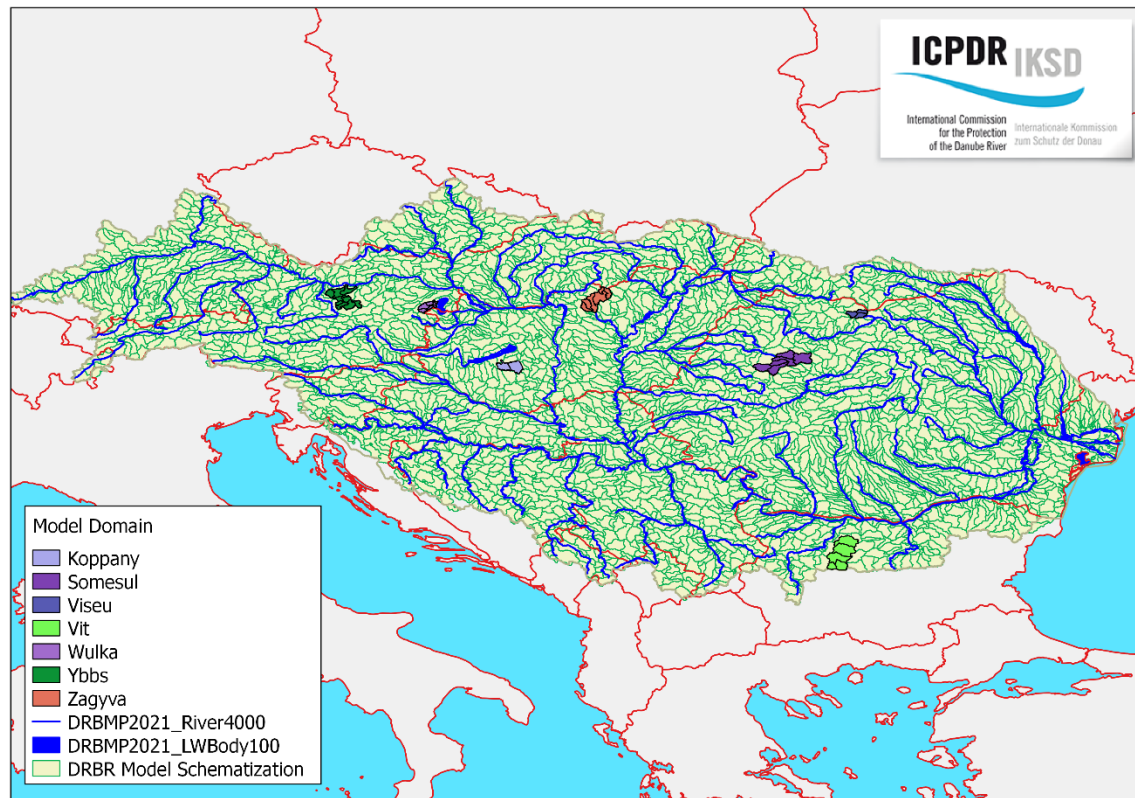 ICPDR IKSD
International Commission
for the Protection
of the Danube River
Internationale Kommission
zum Schutz der Donau
Model Domain
Koppany
Somesul
Viseu
Vit
Wulka
Ybbs
Zagyva
DRBMP2021_River4000
DRBMP2021_LWBody100
DRBR Model Schematization